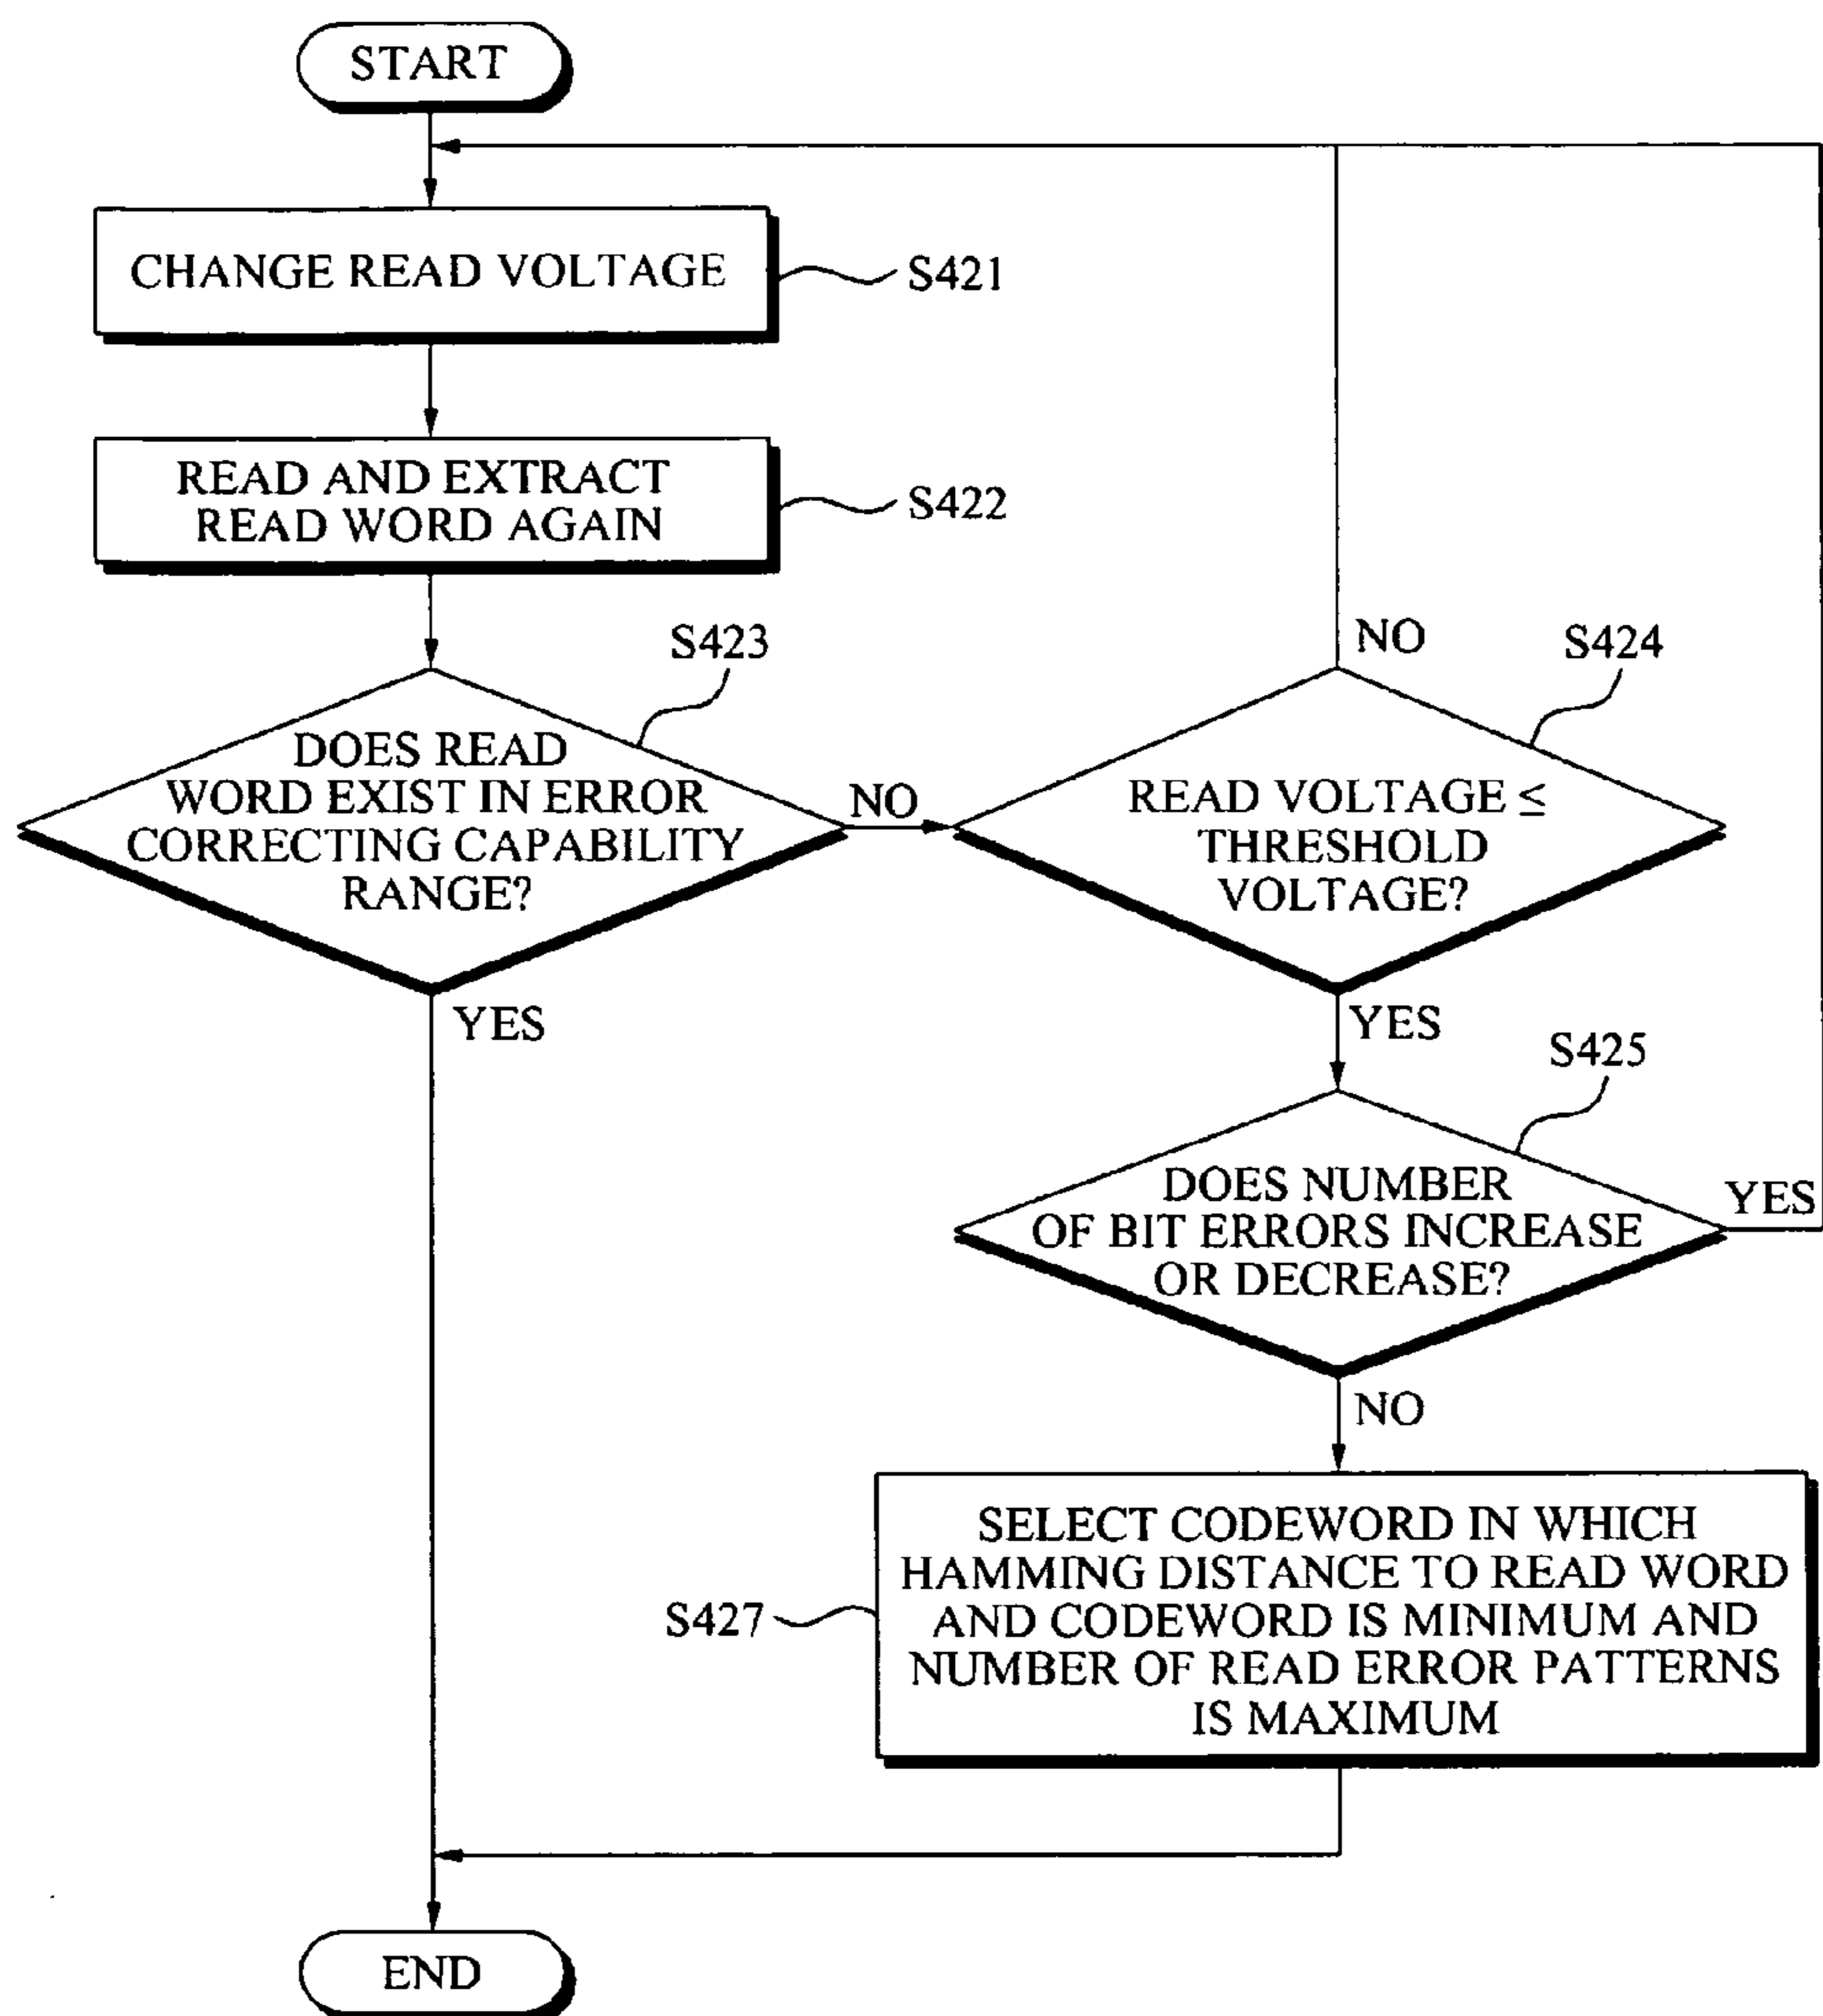 START
CHANGE READ VOLTAGE
S421
READ AND EXTRACT
READ WORD AGAIN
S422
S423
DOES READ
WORD EXIST IN ERROR
CORRECTING CAPABILITY
RANGE?
NO
YES
NO
S424
READ VOLTAGE ≤
THRESHOLD
VOLTAGE?
YES
S425
DOES NUMBER
OF BIT ERRORS INCREASE
OR DECREASE?
YES
NO
S427
SELECT CODEWORD IN WHICH
HAMMING DISTANCE TO READ WORD
AND CODEWORD IS MINIMUM AND
NUMBER OF READ ERROR PATTERNS
IS MAXIMUM
END